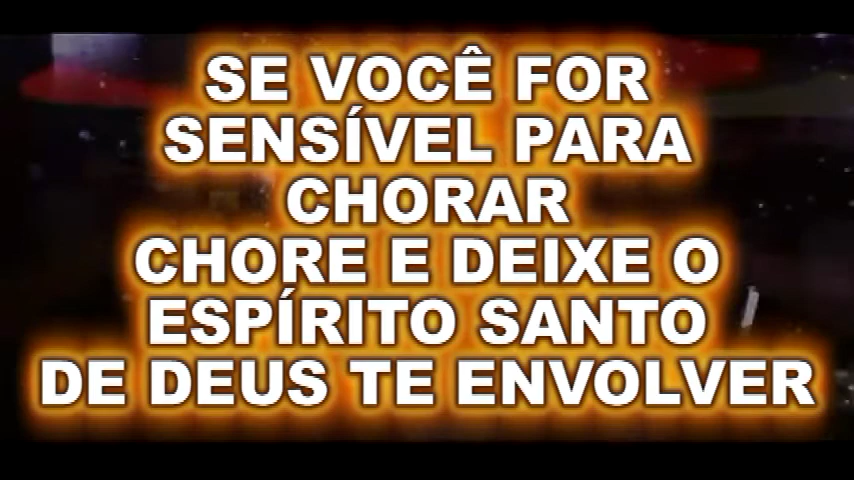 SE VOCÊ FOR
SENSÍVEL PARA
CHORAR
CHORE E DEIXE O
ESPÍRITO SANTO
DE DEUS TE ENVOLVER